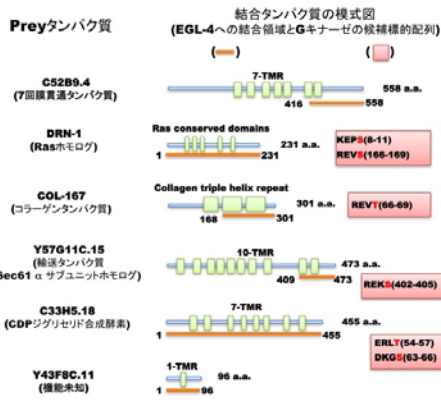 Preyタンパク質
結合タンパク質の模式図
(EGL-4への結合領域とGキナーゼの候補標的配列)
( ) ( )
C52B9.4
(7回膜貫通タンパク質)
7-TMR
558 a.a.
416 558
DRN-1
(Rasホモログ)
Ras conserved domains
231 a.a.
1 231
KEPS(8-11)
REVS(166-169)
COL-167
(コラーゲンタンパク質)
Collagen triple helix repeat
301 a.a.
168 301
REVT(66-69)
Y57G11C.15
(輸送タンパク質
Sec61 α サブユニットホモログ)
10-TMR
473 a.a.
409 473
REKS(402-405)
C33H5.18
(CDPジグリセリド合成酵素)
7-TMR
455 a.a.
1 455
ERLT(54-57)
DKGS(63-66)
Y43F8C.11
(機能未知)
1-TMR
96 a.a.
1 96